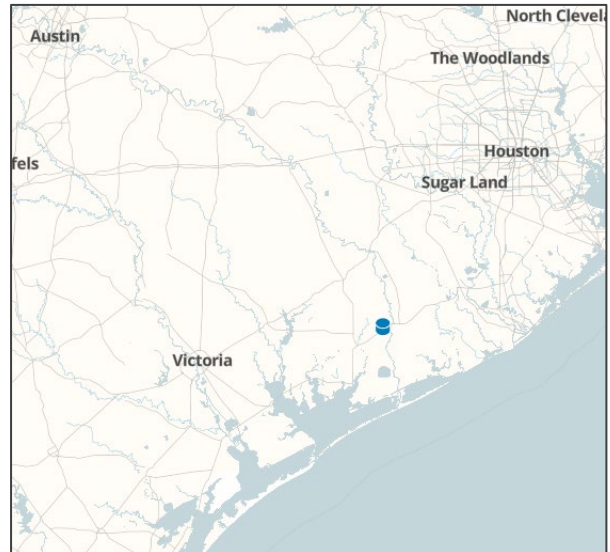 North Clevela
Austin
The Woodlands
Houston
fels
Sugar Land
Victoria